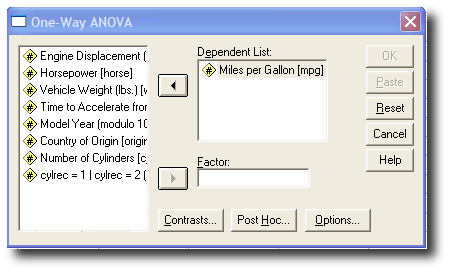 One-Way ANOVA
Engine Displacement (
Horsepower [horse]
Vehicle Weight (lbs.) [w
Time to Accelerate from
Model Year (modulo 10
Country of Origin [origin
Number of Cylinders [c
cylrec = 1 | cylrec = 2 (
Dependent List:
Miles per Gallon [mpg]
Factor:
OK
Paste
Reset
Cancel
Help
Contrasts...
Post Hoc...
Options...